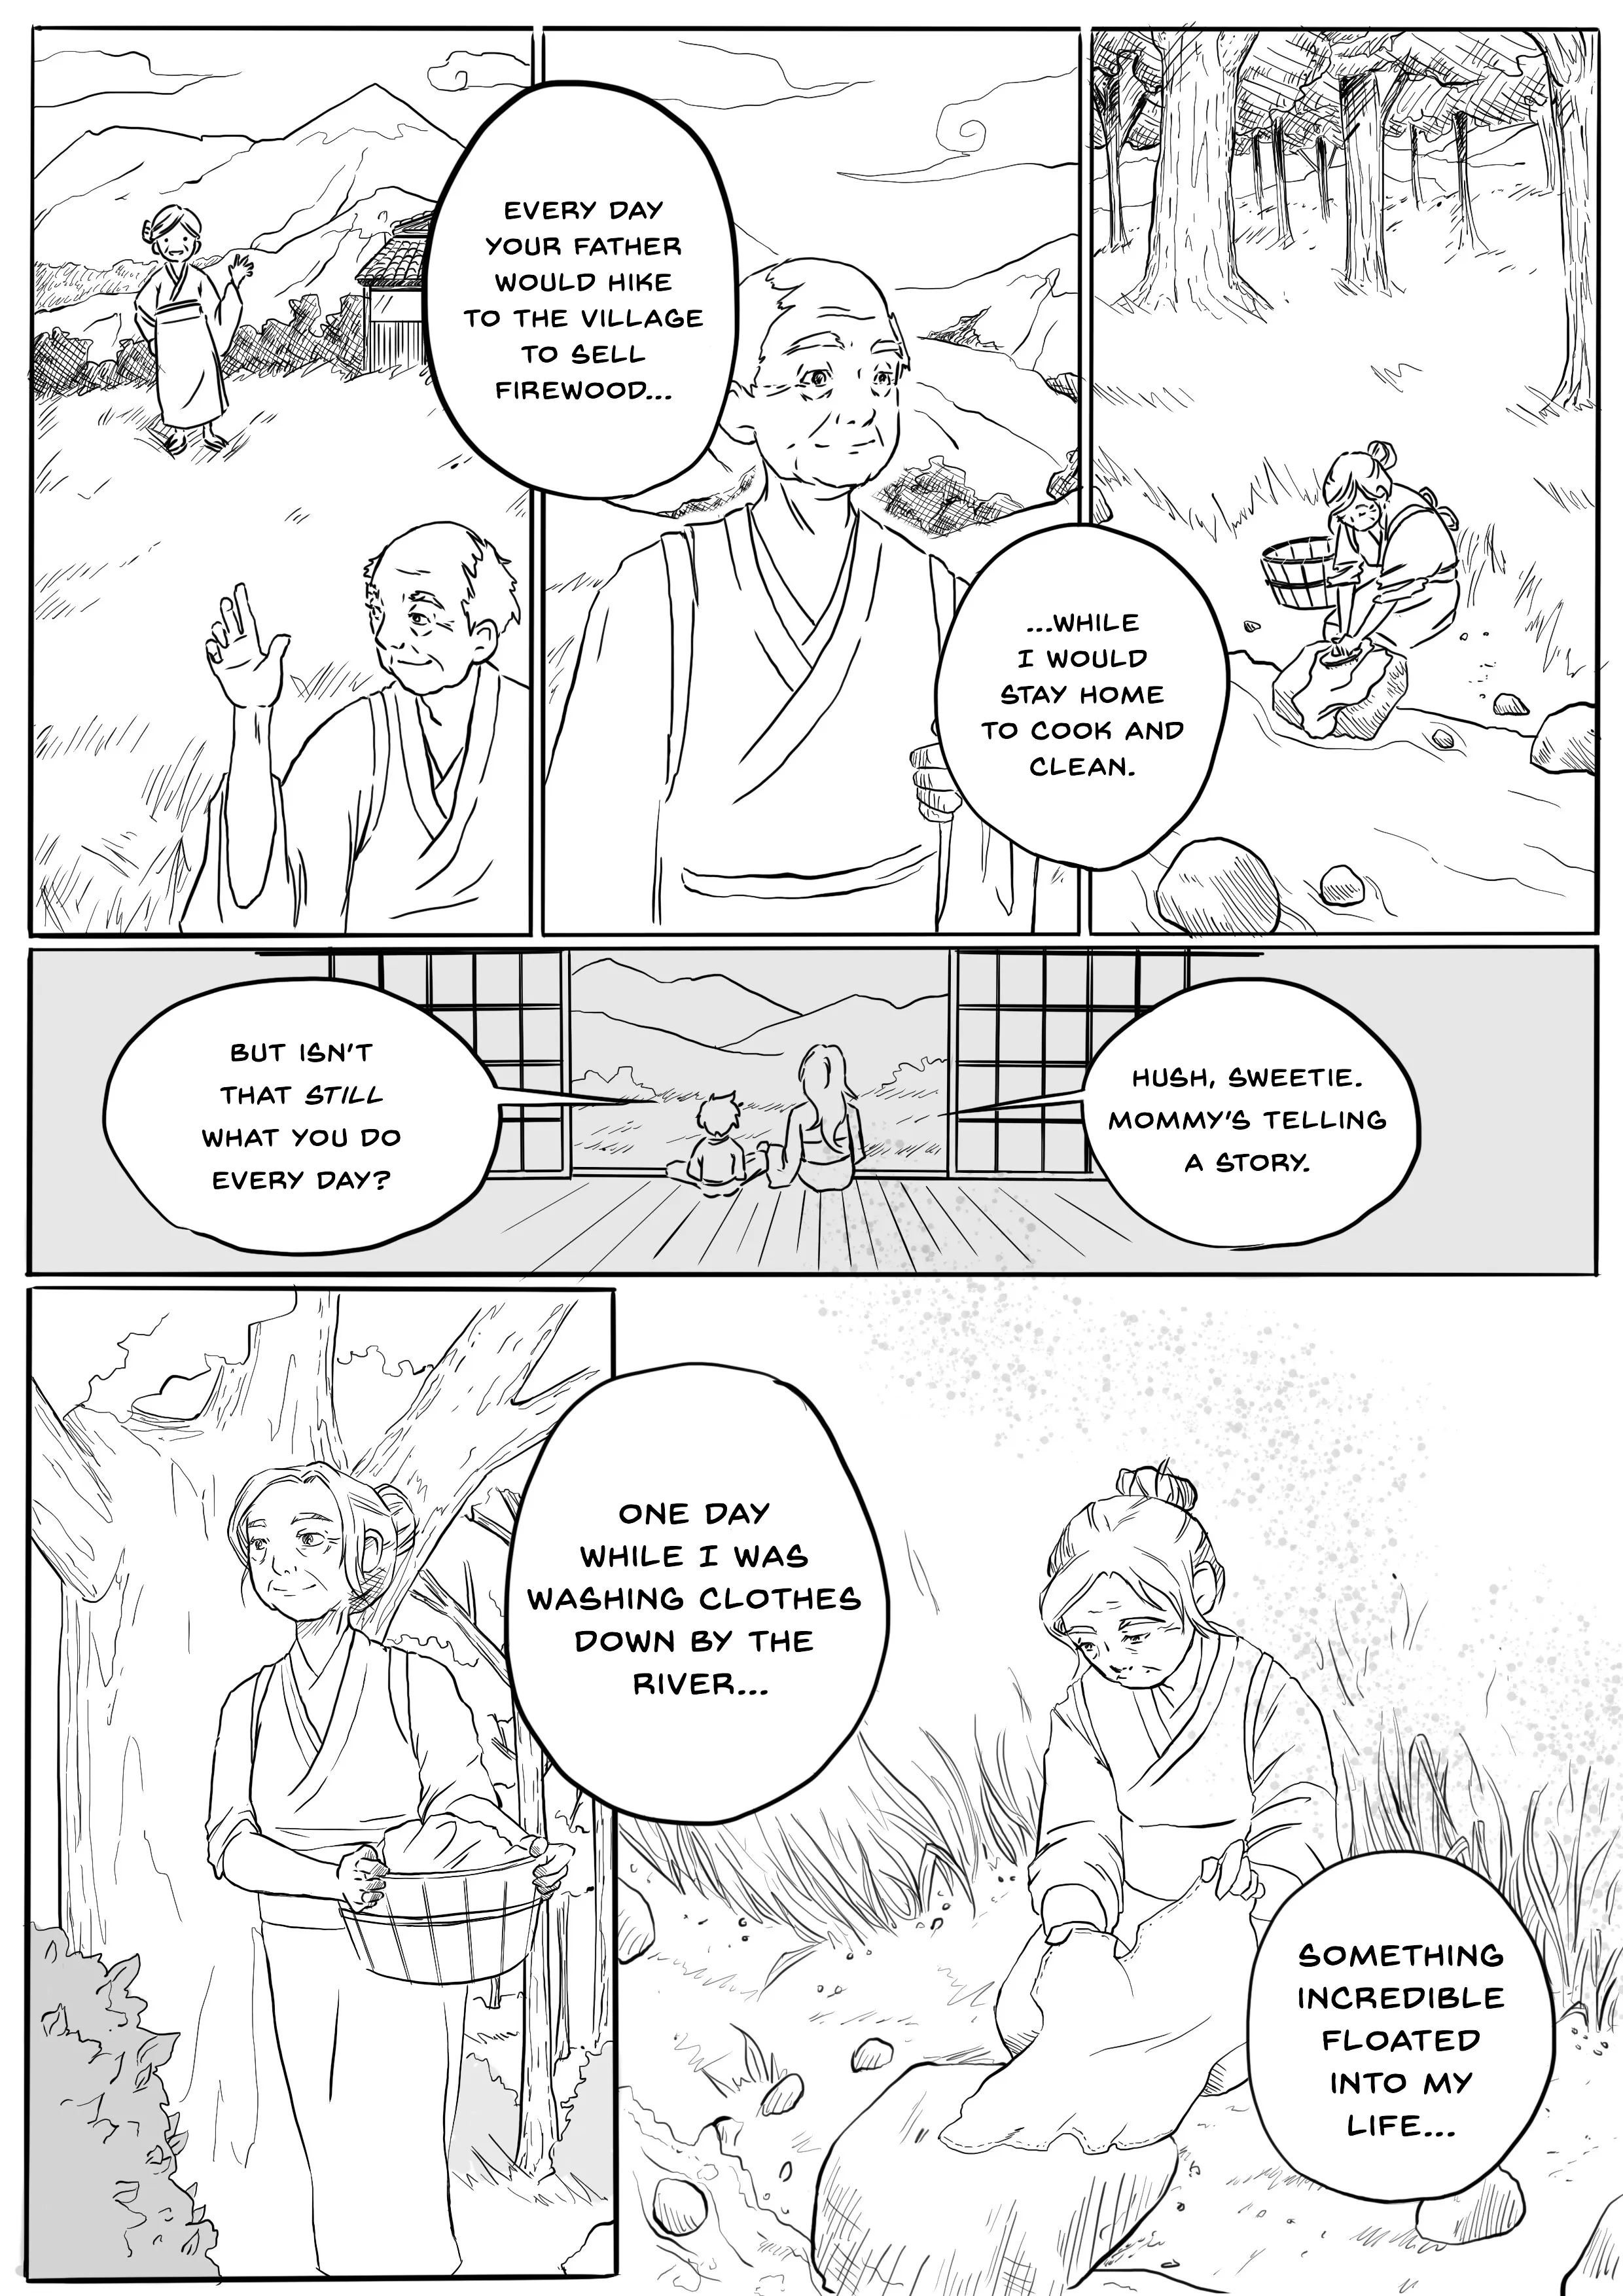 EVERY DAY
YOUR FATHER
WOULD HIKE
TO THE VILLAGE
TO SELL
FIREWOOD...
...WHILE
I WOULD
STAY HOME
TO COOK AND
CLEAN.
BUT ISN'T
THAT STILL
WHAT YOU DO
EVERY DAY?
HUSH, SWEETIE.
MOMMY'S TELLING
A STORY.
ONE DAY
WHILE I WAS
WASHING CLOTHES
DOWN BY THE
RIVER...
SOMETHING
INCREDIBLE
FLOATED
INTO MY
LIFE...